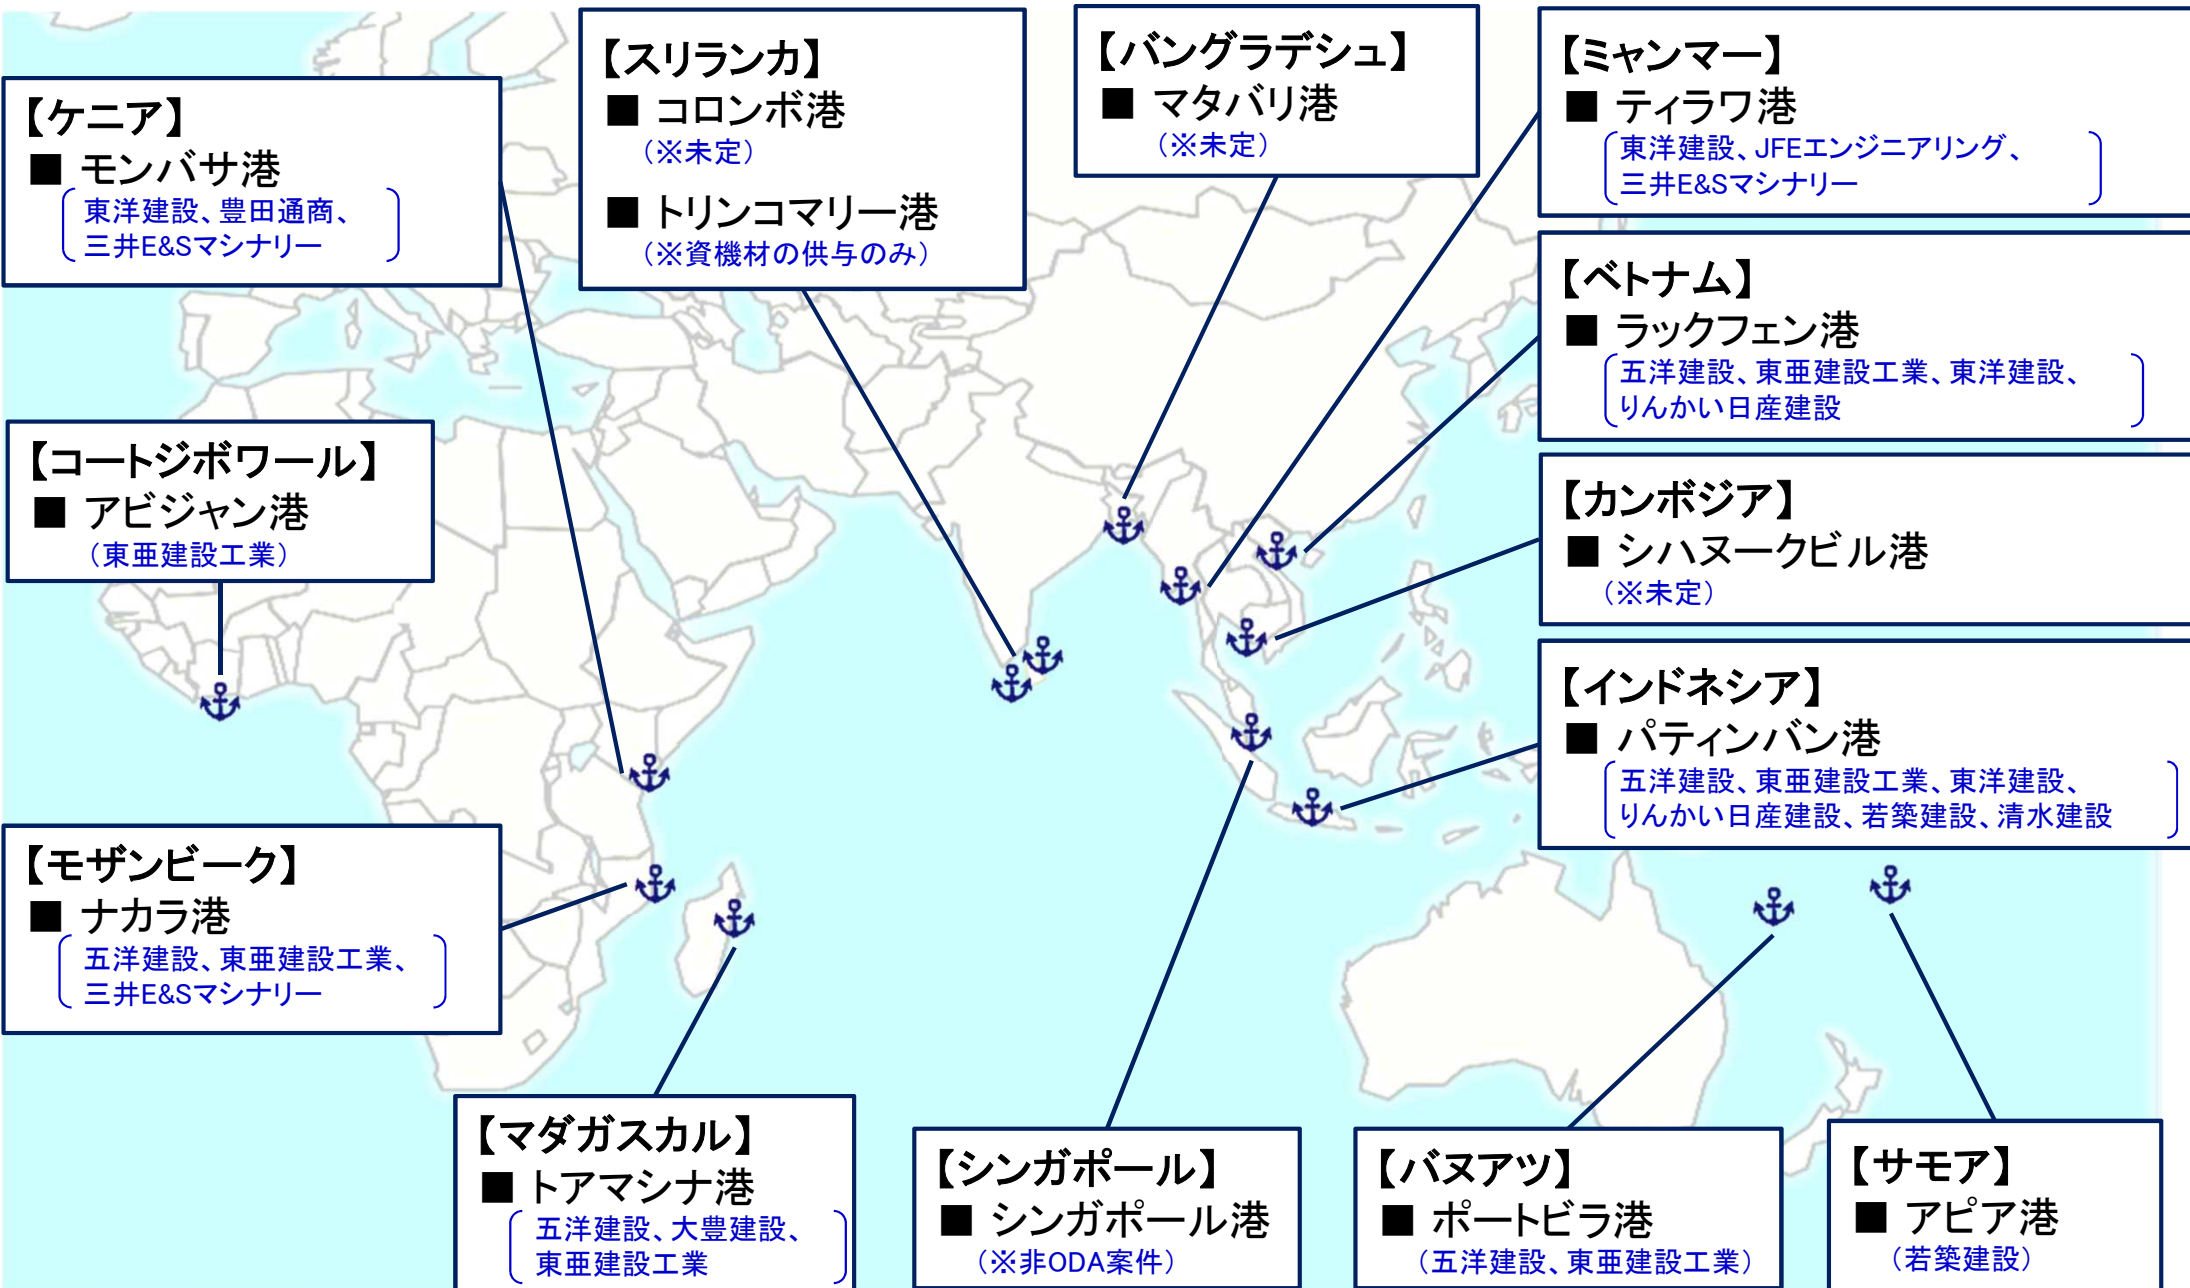 【ケニア】
■ モンバサ港
東洋建設、豊田通商、
三井E&Sマシナリー
【スリランカ】
■ コロンボ港
（※未定）
■ トリンコマリー港
（※資機材の供与のみ）
【バングラデシュ】
■ マタバリ港
（※未定）
【ミャンマー】
■ ティラワ港
東洋建設、JFEエンジニアリング、
三井E&Sマシナリー
【ベトナム】
■ ラックフェン港
五洋建設、東亜建設工業、東洋建設、
りんかい日産建設
【コートジボワール】
■ アビジャン港
（東亜建設工業）
【カンボジア】
■ シハヌークビル港
（※未定）
【インドネシア】
■ パティンバン港
五洋建設、東亜建設工業、東洋建設、
りんかい日産建設、若築建設、清水建設
【モザンビーク】
■ ナカラ港
五洋建設、東亜建設工業、
三井E&Sマシナリー
【マダガスカル】
■ トアマシナ港
五洋建設、大豊建設、
東亜建設工業
【シンガポール】
■ シンガポール港
（※非ODA案件）
【バヌアツ】
■ ポートビラ港
（五洋建設、東亜建設工業）
【サモア】
■ アピア港
（若築建設）